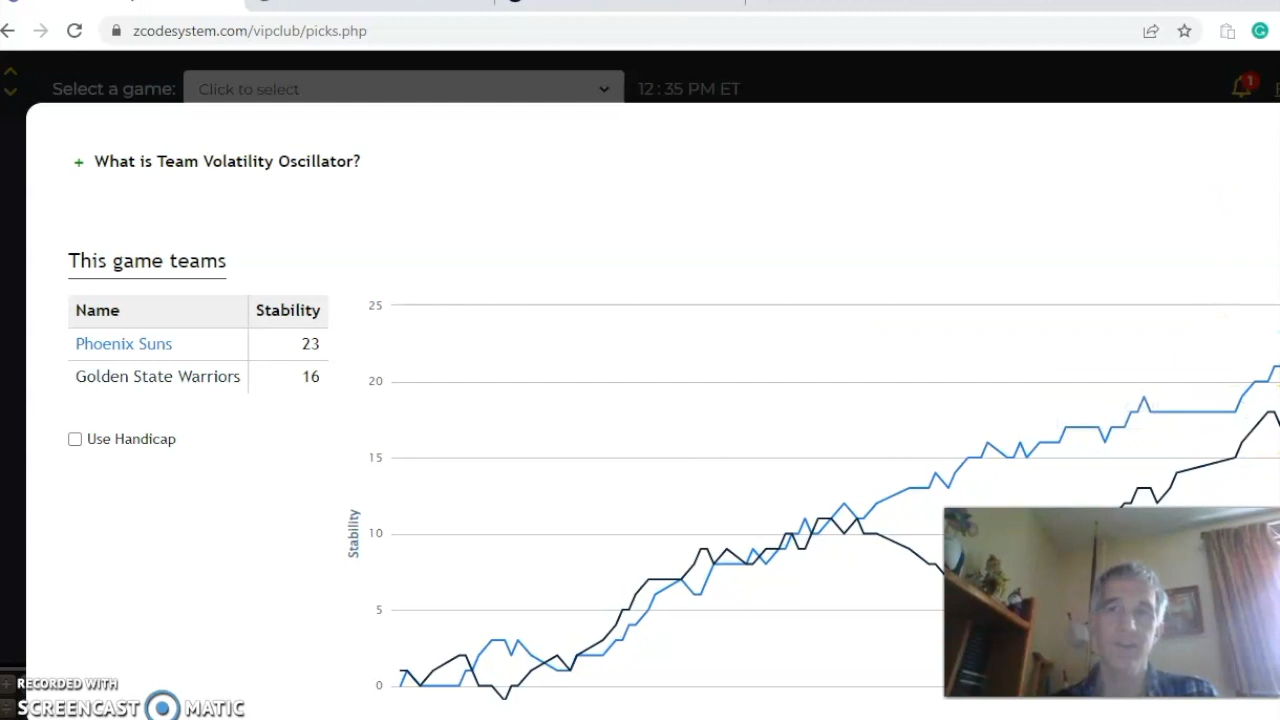 zcodesystem.com/vipclub/picks.php
Select a game:
Click to select
12:35 PM ET
1
+ What is Team Volatility Oscillator?
This game teams
Name Stability
Phoenix Suns 23
Golden State Warriors 16
Use Handicap
25
20
15
10
5
0
Stability
RECORDED WITH
SCREENCAST MATIC